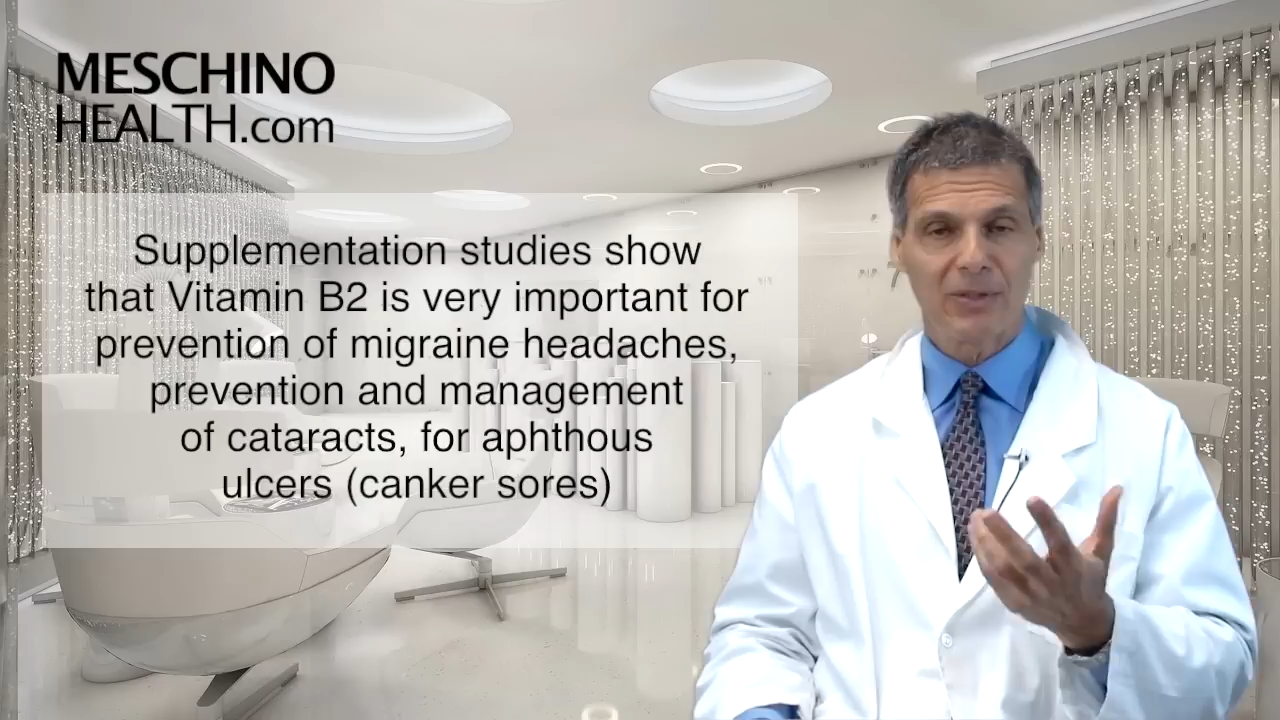 MESCHINO
HEALTH.com
Supplementation studies show
that Vitamin B2 is very important for
prevention of migraine headaches,
prevention and management
of cataracts, for aphthous
ulcers (canker sores)